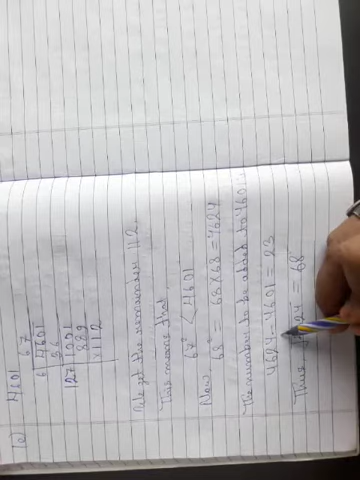 (e) 4601
67
6 4601
36
127 1001
889
×112
We get the remainder 112.
This means that
67² < 4601
Now 68² = 68×68 = 4624
The number to be added to 4601
4624-4601 = 23
Thus 24 = 68